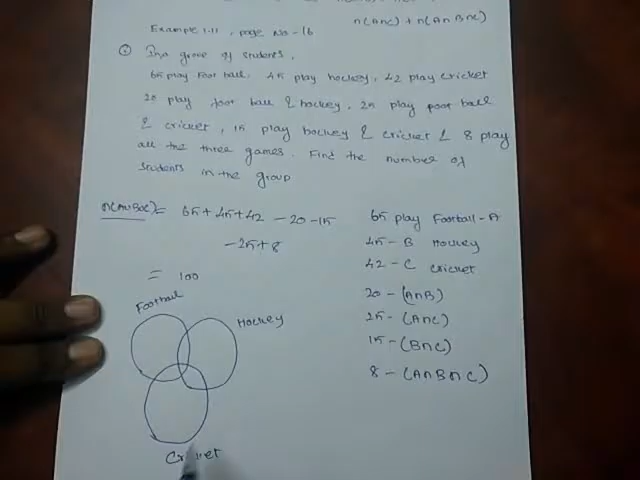 n(A∩C) + n(A∩B∩C)
Example 1.11, page No - 16
In a group of students,
65 play Foot ball. 45 play hockey, 42 play cricket
20 play foot ball & hockey, 25 play foot ball
& cricket, 15 play hockey & cricket & 8 play
all the three games. Find the number of
students in the group
n(A∪B∪C) = 65 + 45 + 42 - 20 - 15
- 25 + 8
= 100
65 play Football - A
45 - B Hockey
42 - C cricket
20 - (A∩B)
25 - (A∩C)
15 - (B∩C)
8 - (A∩B∩C)
Football
Hockey
Cricket